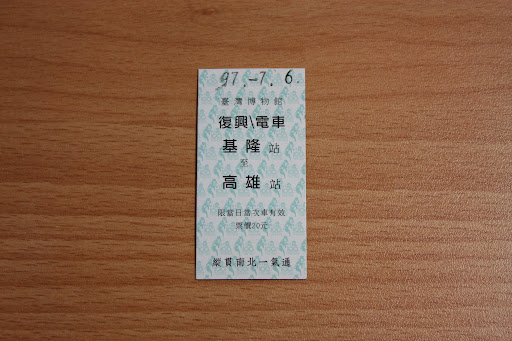 97.-7.6.
臺灣博物館
復興\電車
基隆站
至
高雄站
限當日當次車有效
票價20元
縱貫南北一氣通